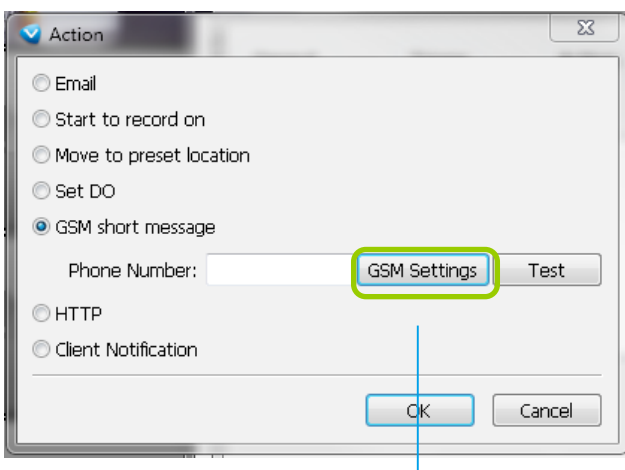 Action
Email
Start to record on
Move to preset location
Set DO
GSM short message
Phone Number: GSM Settings Test
HTTP
Client Notification
OK Cancel